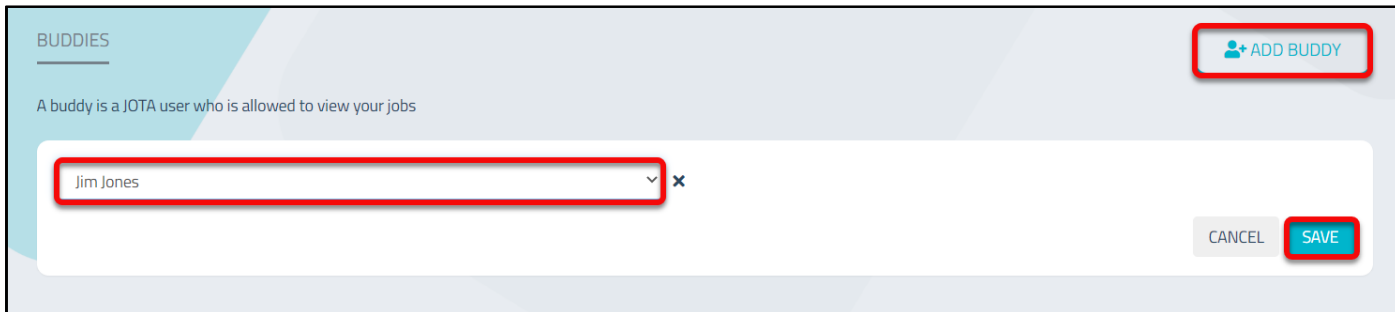 BUDDIES
ADD BUDDY
A buddy is a JOTA user who is allowed to view your jobs
Jim Jones
CANCEL
SAVE